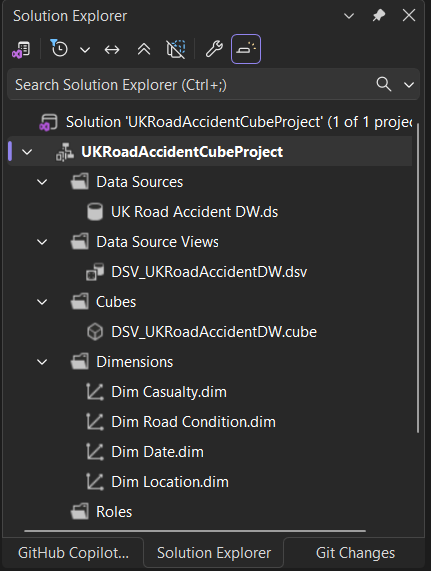 Solution Explorer
Search Solution Explorer (Ctrl+;)
Solution 'UKRoadAccidentCubeProject' (1 of 1 projec
UKRoadAccidentCubeProject
Data Sources
UK Road Accident DW.ds
Data Source Views
DSV_UKRoadAccidentDW.dsv
Cubes
DSV_UKRoadAccidentDW.cube
Dimensions
Dim Casualty.dim
Dim Road Condition.dim
Dim Date.dim
Dim Location.dim
Roles
GitHub Copilot... Solution Explorer Git Changes